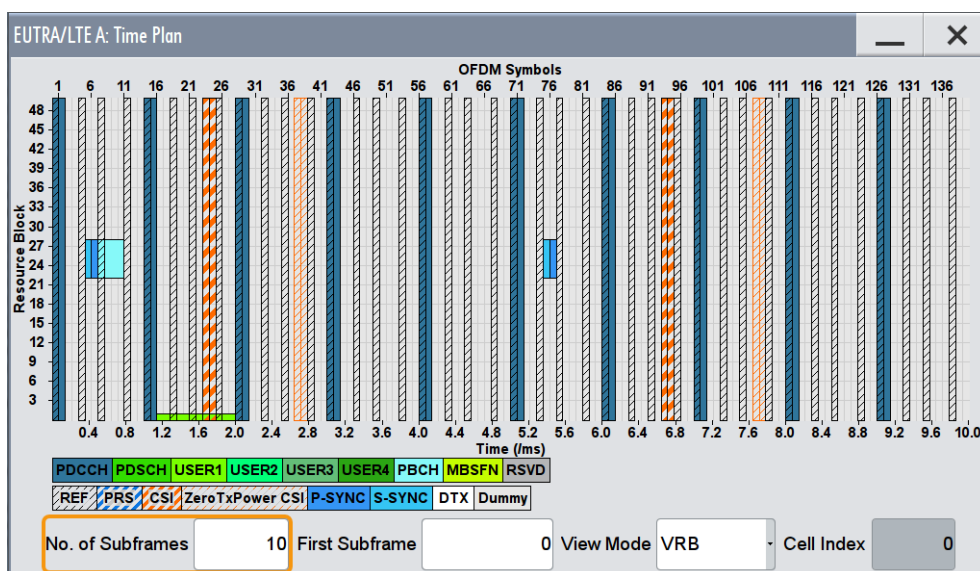 EUTRA/LTE A: Time Plan
OFDM Symbols
1 6 11 16 21 26 31 36 41 46 51 56 61 66 71 76 81 86 91 96 101 106 111 116 121 126 131 136
48
45
42
39
36
33
30
27
24
21
18
15
12
9
6
3
Resource Block
0.4 0.8 1.2 1.6 2.0 2.4 2.8 3.2 3.6 4.0 4.4 4.8 5.2 5.6 6.0 6.4 6.8 7.2 7.6 8.0 8.4 8.8 9.2 9.6 10.0
Time (/ms)
PDCCH PDSCH USER1 USER2 USER3 USER4 PBCH MBSFN RSVD
REF PRS CSI ZeroTxPower CSI P-SYNC S-SYNC DTX Dummy
No. of Subframes 10 First Subframe 0 View Mode VRB Cell Index 0